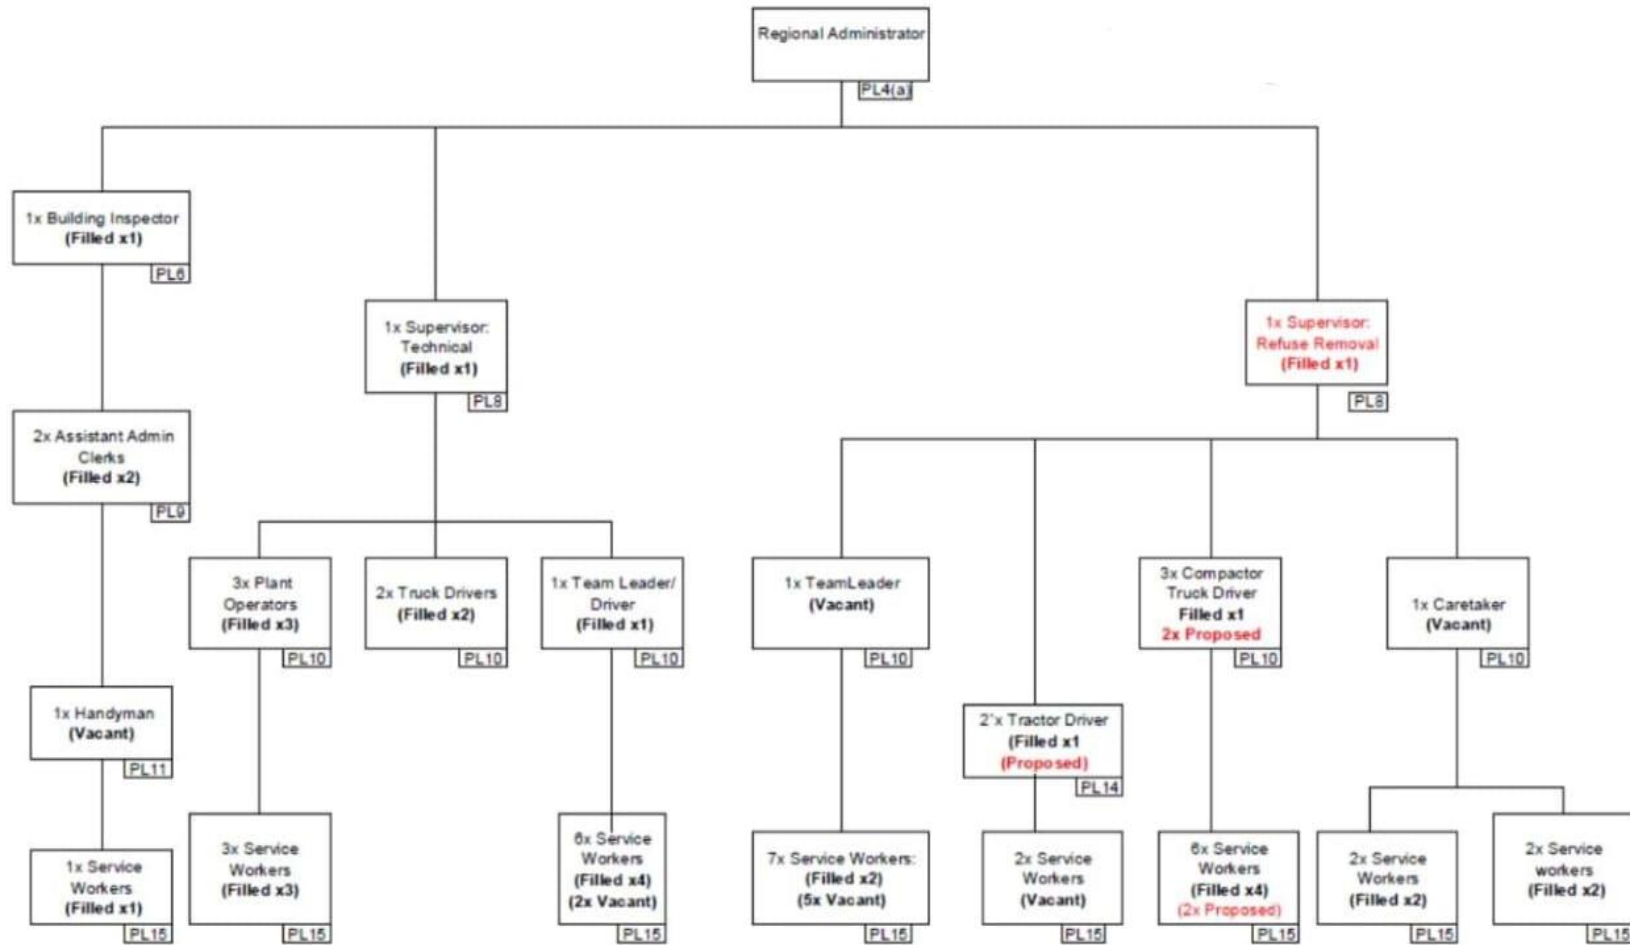 Regional Administrator
PL4(a)
1x Building Inspector
(Filled x1)
PL6
1x Supervisor:
Technical
(Filled x1)
PL8
1x Supervisor:
Refuse Removal
(Filled x1)
PL8
2x Assistant Admin
Clerks
(Filled x2)
PL9
3x Plant
Operators
(Filled x3)
PL10
2x Truck Drivers
(Filled x2)
PL10
1x Team Leader/
Driver
(Filled x1)
PL10
1x TeamLeader
(Vacant)
PL10
3x Compactor
Truck Driver
Filled x1
2x Proposed
PL10
1x Caretaker
(Vacant)
PL10
1x Handyman
(Vacant)
PL11
2'x Tractor Driver
(Filled x1
(Proposed)
PL14
1x Service
Workers
(Filled x1)
PL15
3x Service
Workers
(Filled x3)
PL15
6x Service
Workers
(Filled x4)
(2x Vacant)
PL15
7x Service Workers:
(Filled x2)
(5x Vacant)
PL15
2x Service
Workers
(Vacant)
PL15
6x Service
Workers
(Filled x4)
(2x Proposed)
PL15
2x Service
Workers
(Filled x2)
PL15
2x Service
workers
(Filled x2)
PL15